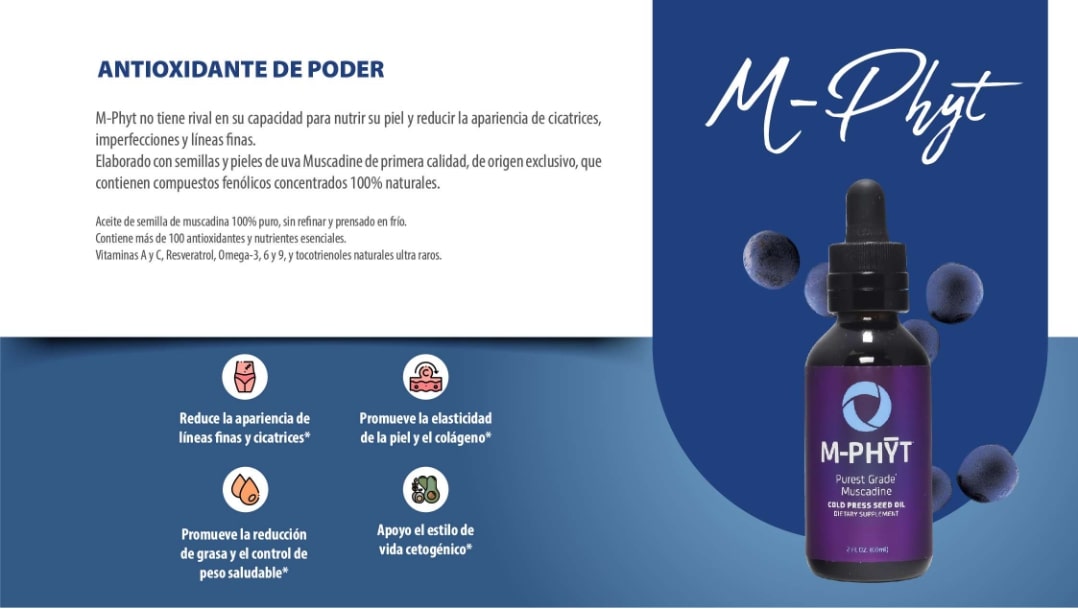 ANTIOXIDANTE DE PODER
M-Phyt no tiene rival en su capacidad para nutrir su piel y reducir la apariencia de cicatrices,
imperfecciones y líneas finas.
Elaborado con semillas y pieles de uva Muscadine de primera calidad, de origen exclusivo, que
contienen compuestos fenólicos concentrados 100% naturales.
Aceite de semilla de muscadina 100% puro, sin refinar y prensado en frío.
Contiene más de 100 antioxidantes y nutrientes esenciales.
Vitaminas A y C, Resveratrol, Omega-3, 6 y 9, y tocotrienoles naturales ultra raros.
Reduce la apariencia de
líneas finas y cicatrices*
Promueve la elasticidad
de la piel y el colágeno*
Promueve la reducción
de grasa y el control de
peso saludable*
Apoyo el estilo de
vida cetogénico*
M-Phyt
M-PHȲT
Purest Grade
Muscadine
COLD PRESS SEED OIL
DIETARY SUPPLEMENT
2 FL OZ. (60ml)